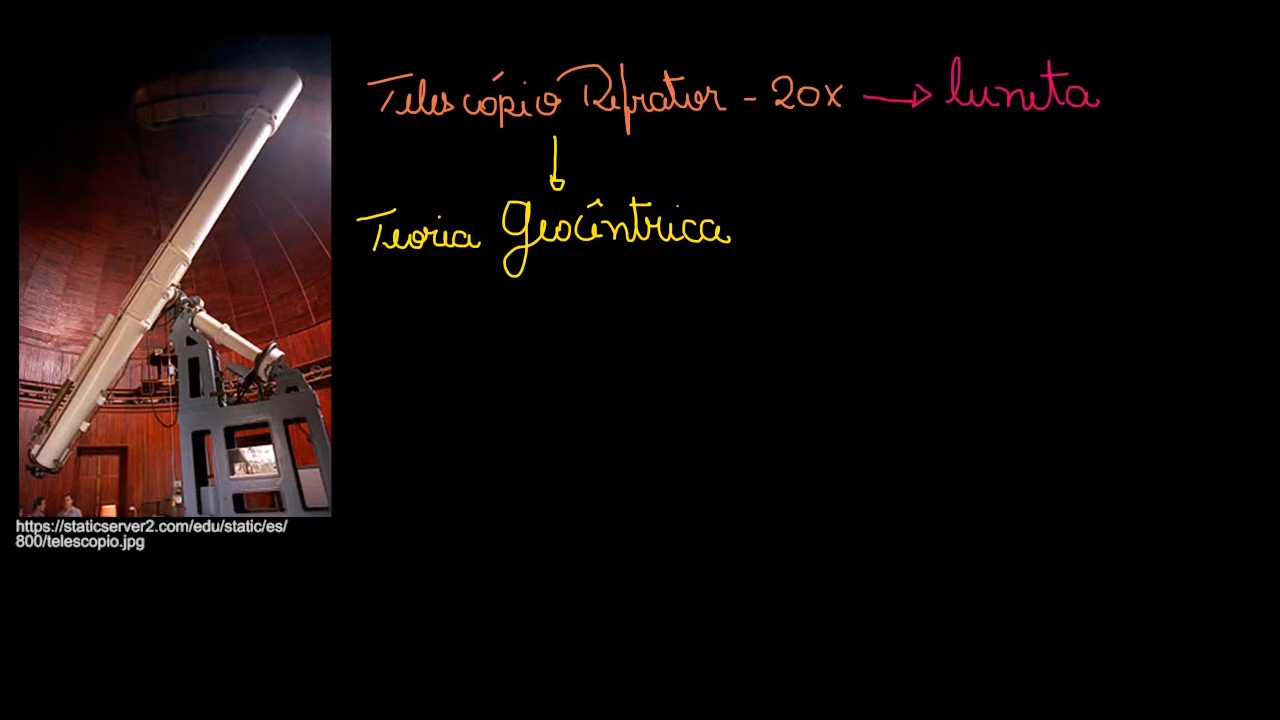 Telescópio Refrator - 20x → luneta
↓
Teoria Geocêntrica
https://staticserver2.com/edu/static/es/
800/telescopio.jpg